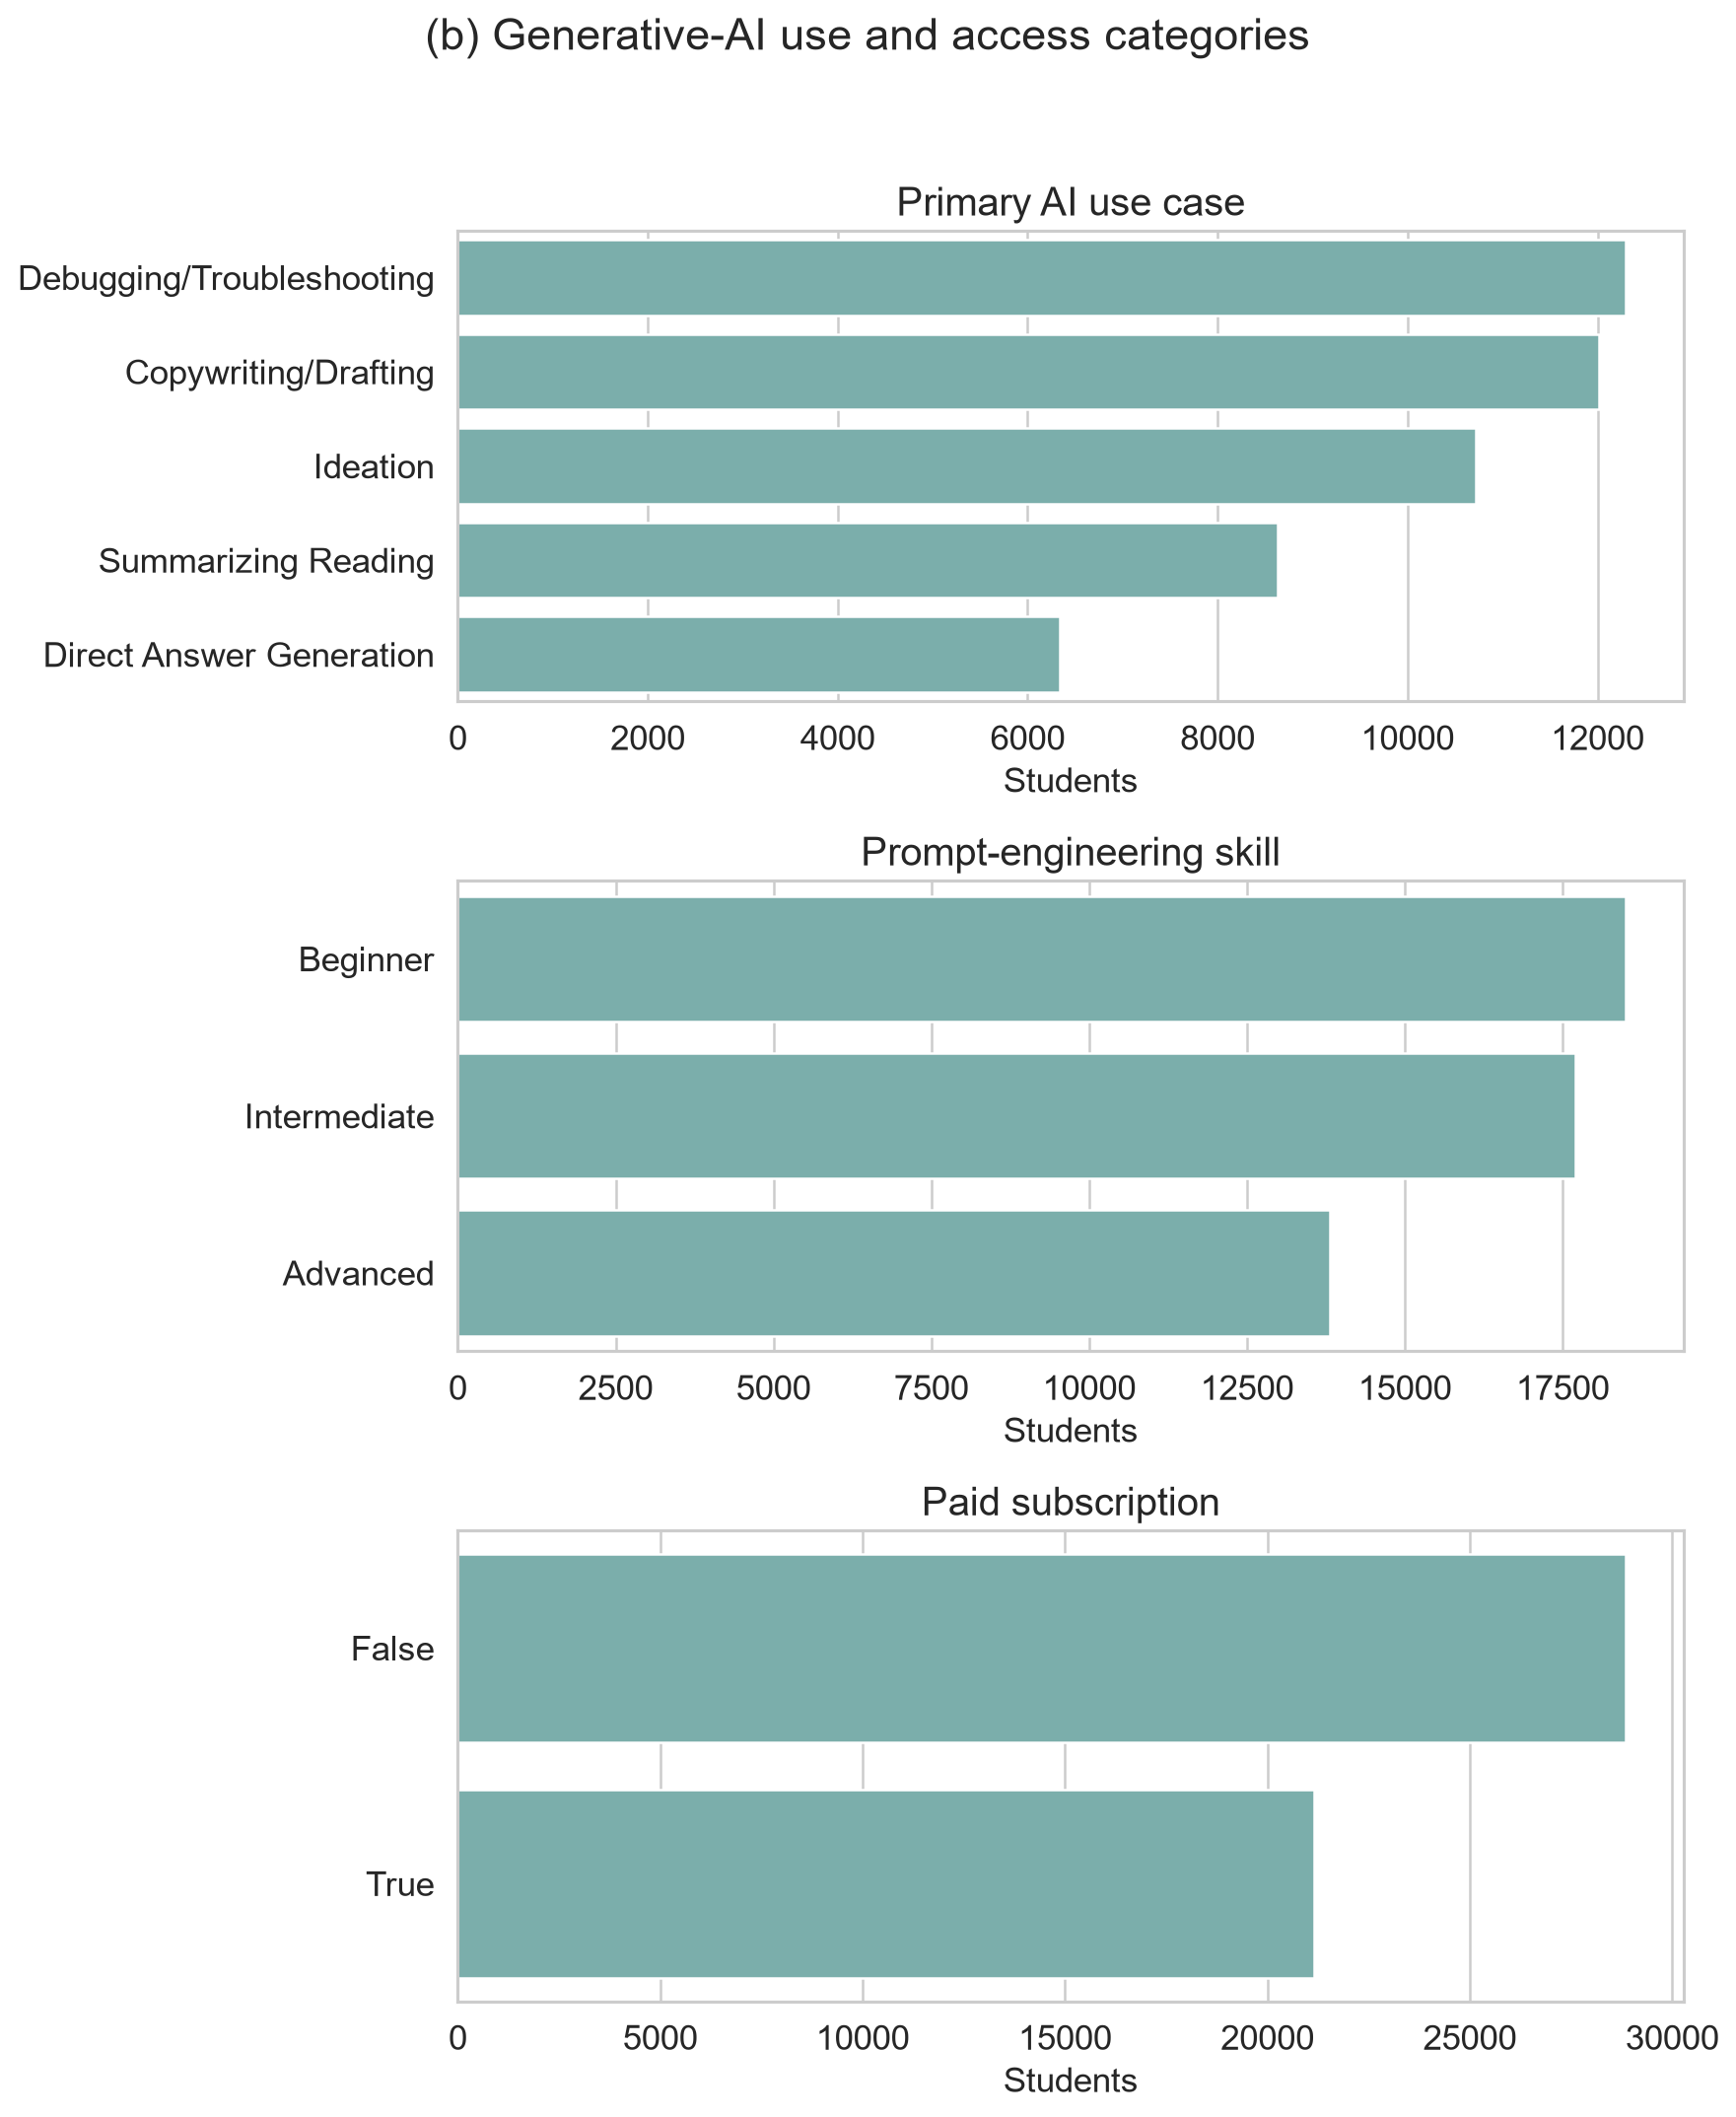 (b) Generative-AI use and access categories
Primary AI use case
Debugging/Troubleshooting
Copywriting/Drafting
Ideation
Summarizing Reading
Direct Answer Generation
0 2000 4000 6000 8000 10000 12000
Students
Prompt-engineering skill
Beginner
Intermediate
Advanced
0 2500 5000 7500 10000 12500 15000 17500
Students
Paid subscription
False
True
0 5000 10000 15000 20000 25000 30000
Students